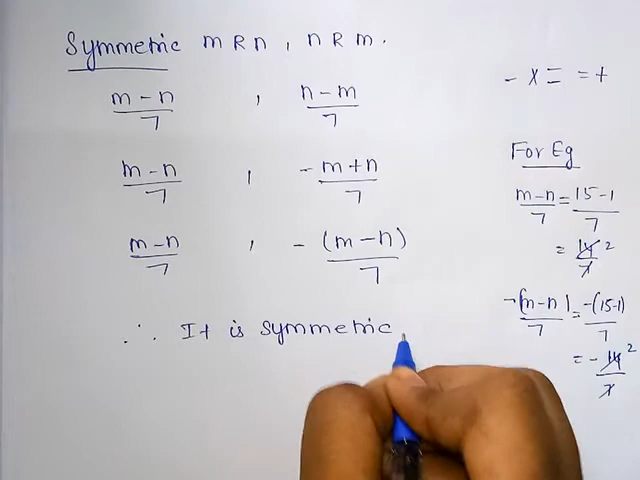 Symmetric m R n , n R m .
m - n / 7 , n - m / 7
m - n / 7 , - m + n / 7
m - n / 7 , - (m - n) / 7
∴ It is symmetric
- x - = +
For Eg
m - n / 7 = 15 - 1 / 7
= 14 / 7 2
- (m - n) / 7 = -(15-1) / 7
= - 14 / 7 2